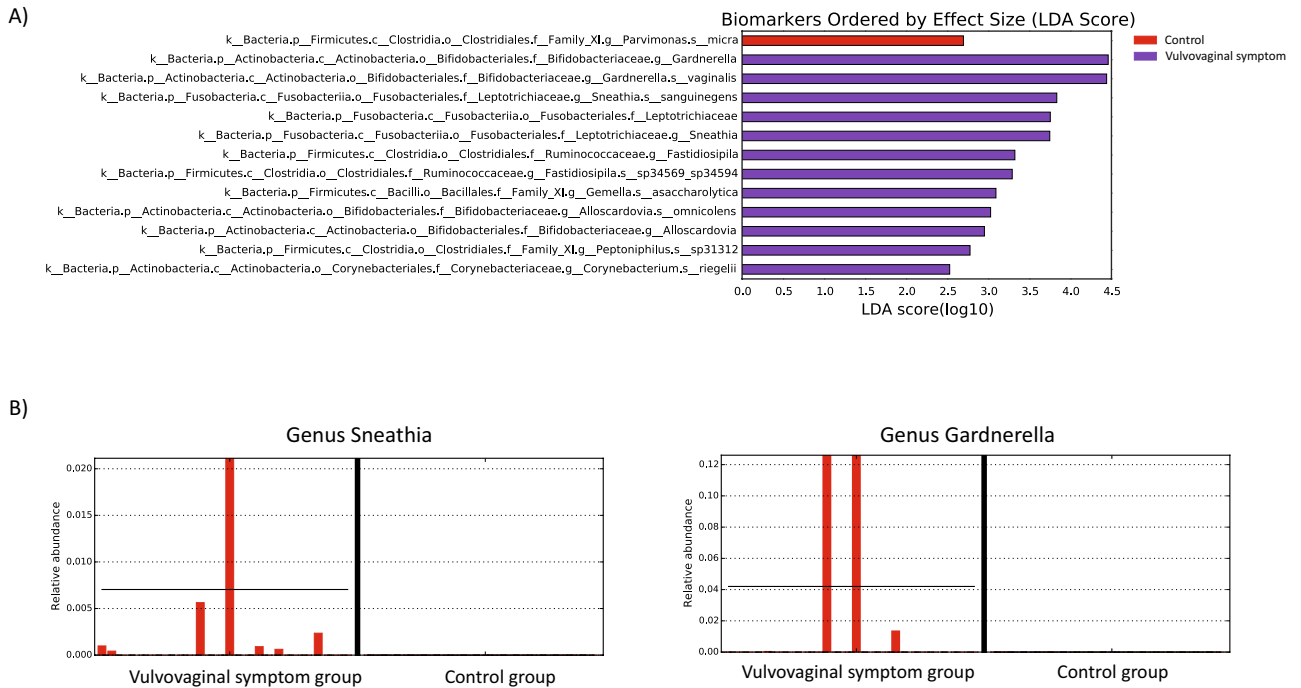 A)
Biomarkers Ordered by Effect Size (LDA Score)
k__Bacteria.p__Firmicutes.c__Clostridia.o__Clostridiales.f__Family_XI.g__Parvimonas.s__micra
k__Bacteria.p__Actinobacteria.c__Actinobacteria.o__Bifidobacteriales.f__Bifidobacteriaceae.g__Gardnerella
k__Bacteria.p__Actinobacteria.c__Actinobacteria.o__Bifidobacteriales.f__Bifidobacteriaceae.g__Gardnerella.s__vaginalis
k__Bacteria.p__Fusobacteria.c__Fusobacteriia.o__Fusobacteriales.f__Leptotrichiaceae.g__Sneathia.s__sanguinegens
k__Bacteria.p__Fusobacteria.c__Fusobacteriia.o__Fusobacteriales.f__Leptotrichiaceae
k__Bacteria.p__Fusobacteria.c__Fusobacteriia.o__Fusobacteriales.f__Leptotrichiaceae.g__Sneathia
k__Bacteria.p__Firmicutes.c__Clostridia.o__Clostridiales.f__Ruminococcaceae.g__Fastidiosipila
k__Bacteria.p__Firmicutes.c__Clostridia.o__Clostridiales.f__Ruminococcaceae.g__Fastidiosipila.s__sp34569_sp34594
k__Bacteria.p__Firmicutes.c__Bacilli.o__Bacillales.f__Family_XI.g__Gemella.s__asaccharolytica
k__Bacteria.p__Actinobacteria.c__Actinobacteria.o__Bifidobacteriales.f__Bifidobacteriaceae.g__Alloscardovia.s__omnicolens
k__Bacteria.p__Actinobacteria.c__Actinobacteria.o__Bifidobacteriales.f__Bifidobacteriaceae.g__Alloscardovia
k__Bacteria.p__Firmicutes.c__Clostridia.o__Clostridiales.f__Family_XI.g__Peptoniphilus.s__sp31312
k__Bacteria.p__Actinobacteria.c__Actinobacteria.o__Corynebacteriales.f__Corynebacteriaceae.g__Corynebacterium.s__riegelii
0.0 0.5 1.0 1.5 2.0 2.5 3.0 3.5 4.0 4.5
LDA score(log10)
Control
Vulvovaginal symptom
B)
Genus Sneathia
Relative abundance
0.020
0.015
0.010
0.005
0.000
Vulvovaginal symptom group Control group
Genus Gardnerella
Relative abundance
0.12
0.10
0.08
0.06
0.04
0.02
0.00
Vulvovaginal symptom group Control group